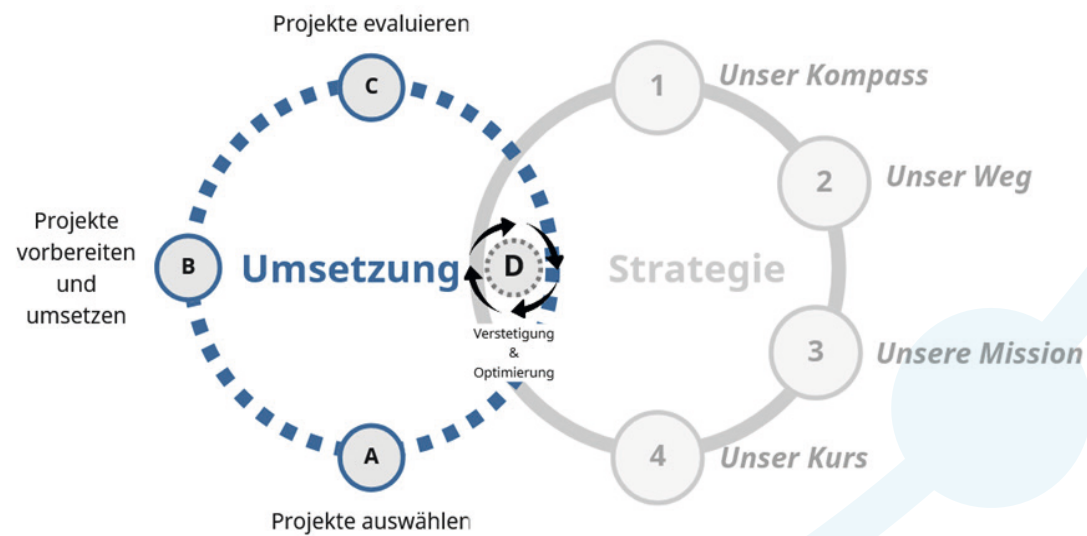 Projekte evaluieren
C
1
Unser Kompass
2
Unser Weg
Projekte
vorbereiten
und
umsetzen
B
Umsetzung
D
Strategie
Verstetigung
&
Optimierung
3
Unsere Mission
A
4
Unser Kurs
Projekte auswählen